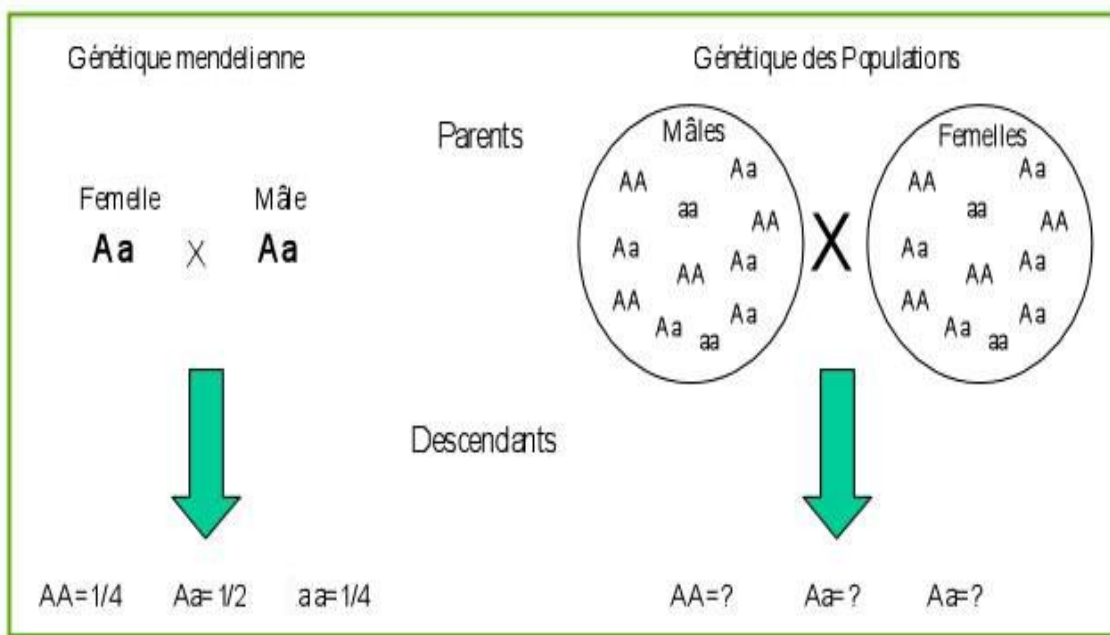 Génétique mendelienne
Génétique des Populations
Parents
Femelle Mâle
Aa X Aa
Mâles
AA Aa
aa
AA
Aa AA Aa
AA Aa
Aa aa
X
Femelles
AA Aa
aa
AA
Aa AA Aa
AA Aa
Aa aa
Descendants
AA=1/4 Aa=1/2 aa=1/4
AA=? Aa=? Aa=?